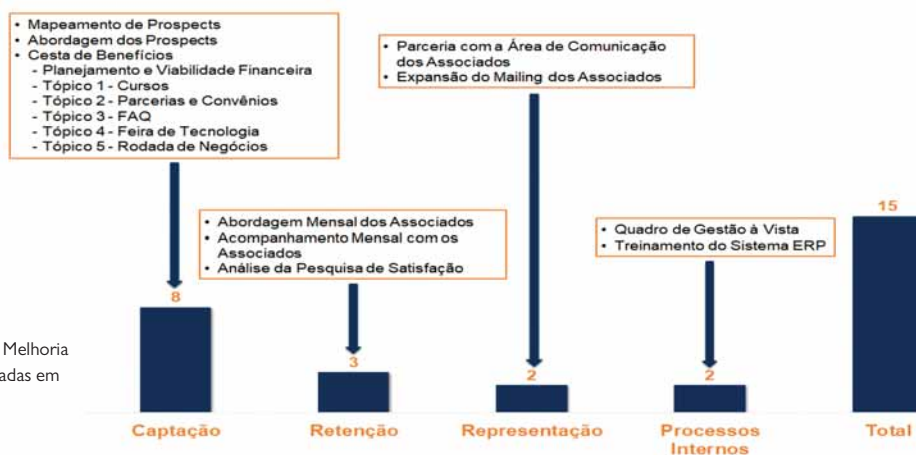 • Mapeamento de Prospects
• Abordagem dos Prospects
• Cesta de Benefícios
- Planejamento e Viabilidade Financeira
- Tópico 1 - Cursos
- Tópico 2 - Parcerias e Convênios
- Tópico 3 - FAQ
- Tópico 4 - Feira de Tecnologia
- Tópico 5 - Rodada de Negócios
• Parceria com a Área de Comunicação
dos Associados
• Expansão do Mailing dos Associados
• Abordagem Mensal dos Associados
• Acompanhamento Mensal com os
Associados
• Análise da Pesquisa de Satisfação
• Quadro de Gestão à Vista
• Treinamento do Sistema ERP
8
3
2
2
15
Melhoria
adas em
Captação
Retenção
Representação
Processos
Internos
Total